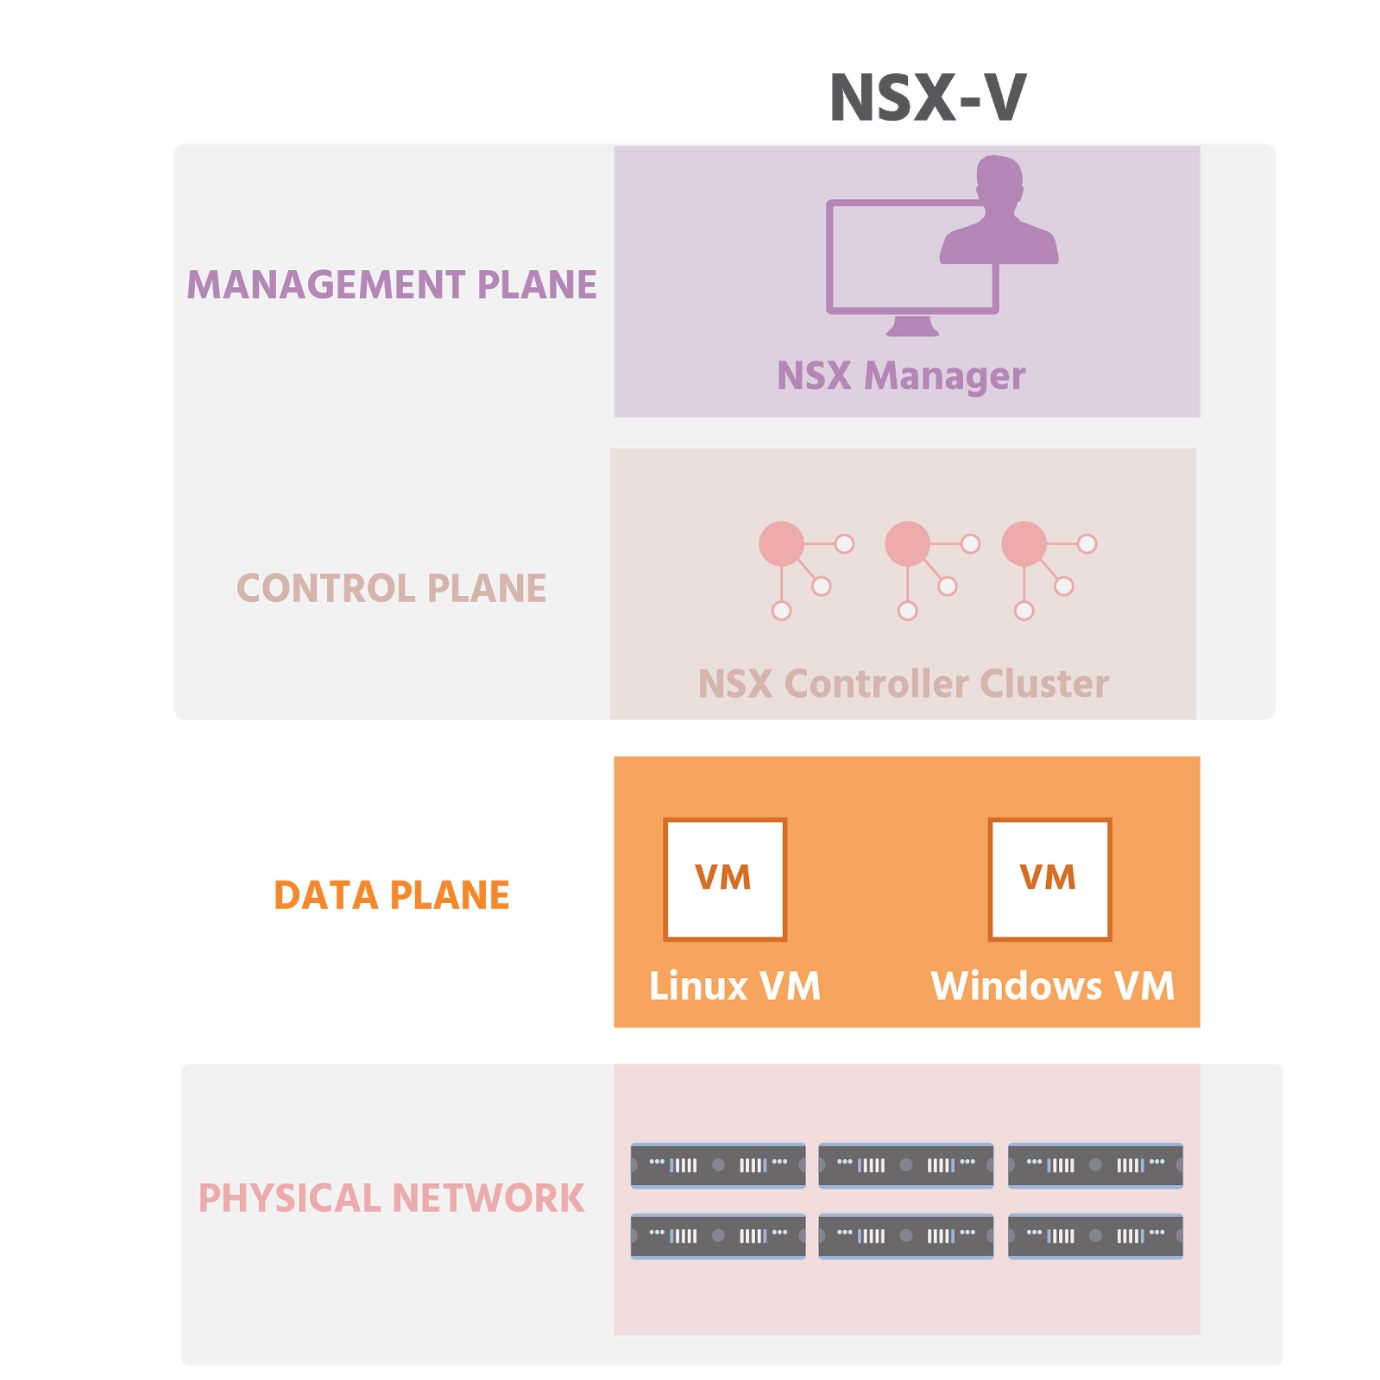 NSX-V
MANAGEMENT PLANE
NSX Manager
CONTROL PLANE
NSX Controller Cluster
DATA PLANE
VM
VM
Linux VM
Windows VM
PHYSICAL NETWORK